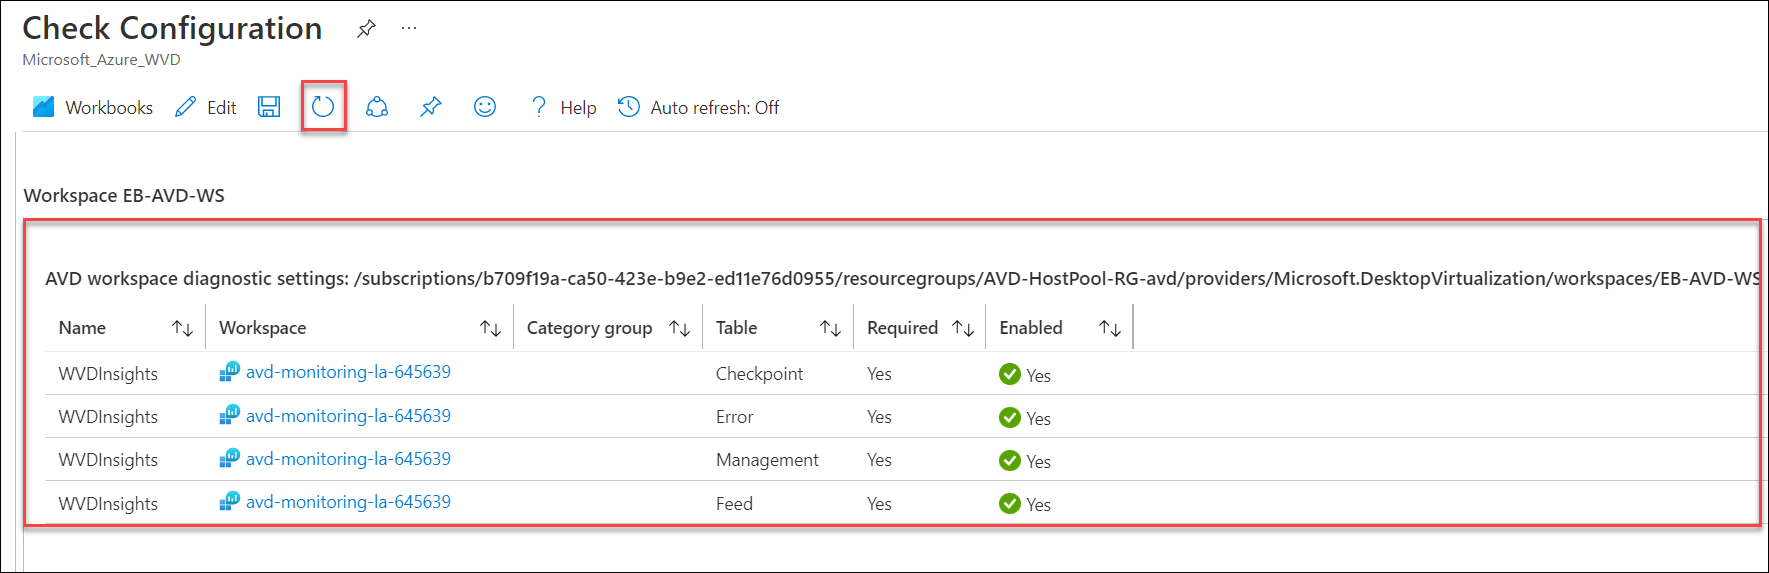 Check Configuration
Microsoft_Azure_WVD
Workbooks Edit Help Auto refresh: Off
Workspace EB-AVD-WS
AVD workspace diagnostic settings: /subscriptions/b709f19a-ca50-423e-b9e2-ed11e76d0955/resourcegroups/AVD-HostPool-RG-avd/providers/Microsoft.DesktopVirtualization/workspaces/EB-AVD-WS
Name Workspace Category group Table Required Enabled
WVDInsights avd-monitoring-la-645639 Checkpoint Yes Yes
WVDInsights avd-monitoring-la-645639 Error Yes Yes
WVDInsights avd-monitoring-la-645639 Management Yes Yes
WVDInsights avd-monitoring-la-645639 Feed Yes Yes